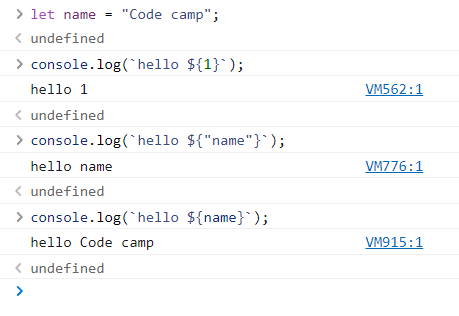 > let name = "Code camp";
< undefined
> console.log(`hello ${1}`);
hello 1 VM562:1
< undefined
> console.log(`hello ${"name"}`);
hello name VM776:1
< undefined
> console.log(`hello ${name}`);
hello Code camp VM915:1
< undefined
>